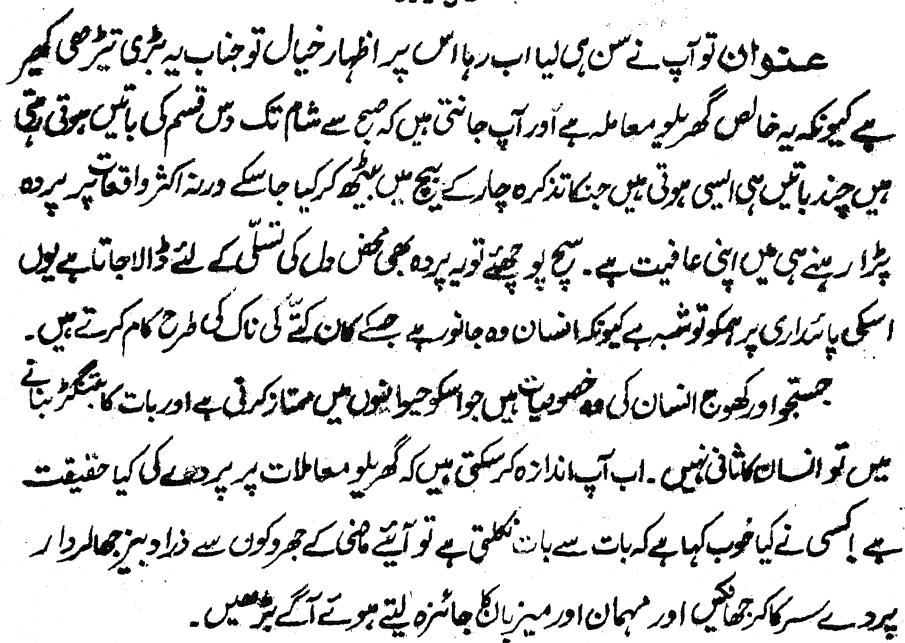 عنوان تو آپ نے سن ہی لیا اب رہا اس پر اظہار خیال تو جناب یہ بڑی تیڑھی کھیر
ہے کیونکہ یہ خالص گھریلو معاملہ ہے اور آپ جانتی ہیں کہ صبح سے شام تک دس قسم کی باتیں ہوتی رہتی
ہیں چند باتیں ہی ایسی ہوتی ہیں جنکا تذکرہ چار کے بیچ میں بیٹھ کر کیا جا سکے ورنہ اکثر واقعات پر پردہ
پڑا رہنے ہی میں اپنی عافیت ہے۔ سچ پوچھئے تو یہ پردہ بھی محض دل کی تسلّی کے لئے ڈالا جاتا ہے یوں
اسکی پائداری پر ہمکو تو شبہ ہے کیونکہ انسان وہ جانور ہے جسکے کان کتّے کی ناک کی طرح کام کرتے ہیں۔
جستجو اور کھوج انسان کی وہ خصوصیات ہیں جو اسکو حیوانوں میں ممتاز کرتی ہے اور بات کا بتنگڑ بنانے
میں تو انسان کا ثانی نہیں۔ اب آپ اندازہ کر سکتی ہیں کہ گھریلو معاملات پر پردے کی کیا حقیقت
ہے! کسی نے کیا خوب کہا ہے کہ بات سے بات نکلتی ہے تو آیئے ماضی کے جھروکوں سے ذرا دبیز جھالردار
پردے سرکا کر جھانکیں اور مہمان اور میزبان کا جائزہ لیتے ہوئے آگے بڑھیں۔